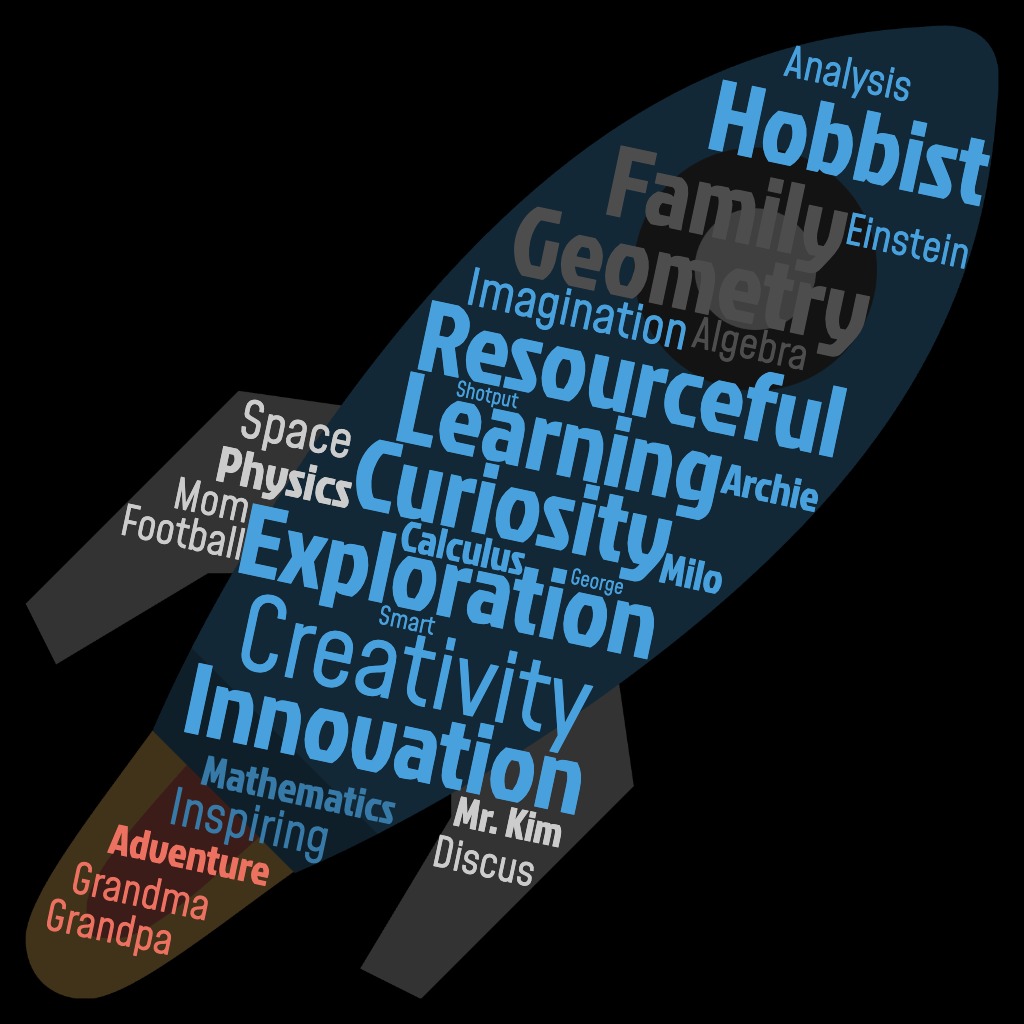 Analysis
Hobbist
Family
Einstein
Geometry
Imagination
Algebra
Resourceful
Shotput
Learning
Archie
Space
Physics
Curiosity
Mom
Football
Calculus
Milo
Exploration
George
Smart
Creativity
Innovation
Mathematics
Mr. Kim
Inspiring
Discus
Adventure
Grandma
Grandpa